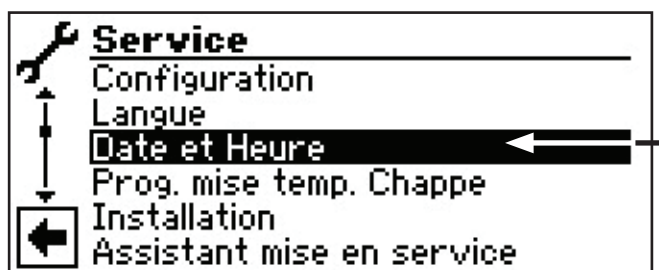 Service
Configuration
Langue
Date et Heure
Prog. mise temp. Chappe
Installation
Assistant mise en service